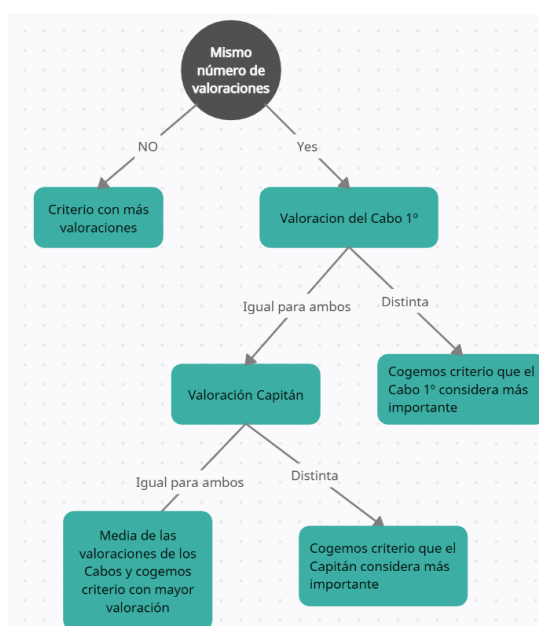 Mismo
número de
valoraciones
NO
Yes
Criterio con más
valoraciones
Valoracion del Cabo 1º
Igual para ambos
Distinta
Valoración Capitán
Cogemos criterio que el
Cabo 1º considera más
importante
Igual para ambos
Distinta
Media de las
valoraciones de los
Cabos y cogemos
criterio con mayor
valoración
Cogemos criterio que el
Capitán considera más
importante